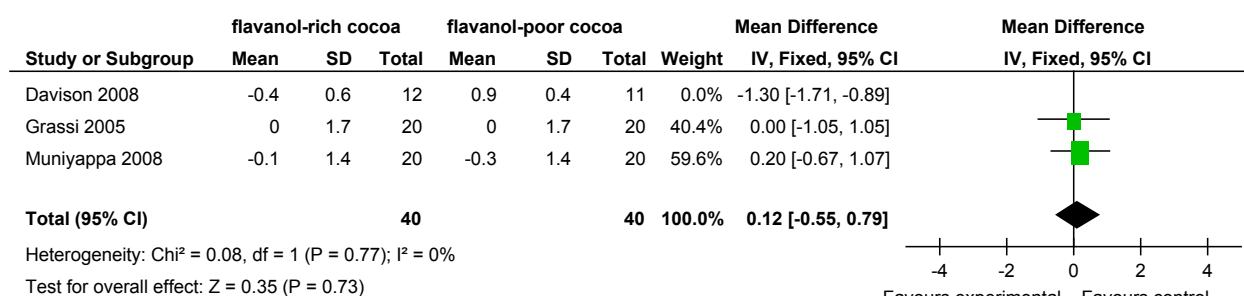 flavanol-rich cocoa flavanol-poor cocoa Mean Difference Mean Difference
Study or Subgroup Mean SD Total Mean SD Total Weight IV, Fixed, 95% CI IV, Fixed, 95% CI
Davison 2008 -0.4 0.6 12 0.9 0.4 11 0.0% -1.30 [-1.71, -0.89]
Grassi 2005 0 1.7 20 0 1.7 20 40.4% 0.00 [-1.05, 1.05]
Muniyappa 2008 -0.1 1.4 20 -0.3 1.4 20 59.6% 0.20 [-0.67, 1.07]
Total (95% CI) 40 40 100.0% 0.12 [-0.55, 0.79]
Heterogeneity: Chi² = 0.08, df = 1 (P = 0.77); I² = 0%
Test for overall effect: Z = 0.35 (P = 0.73)
-4 -2 0 2 4
Favours experimental Favours control